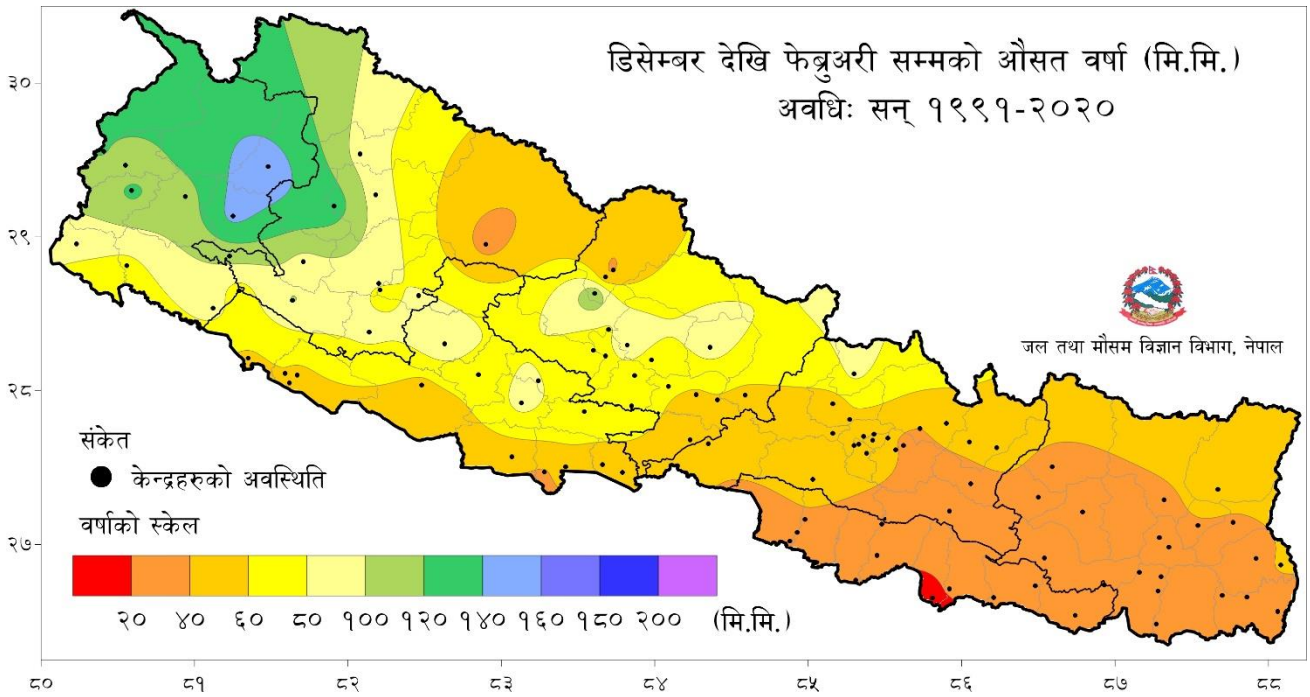 डिसेम्बर देखि फेब्रुअरी सम्मको औसत वर्षा (मि.मि.)
अवधिः सन् १९९१-२०२०
३०
२९
२८
२७
जल तथा मौसम विज्ञान विभाग, नेपाल
संकेत
केन्द्रहरुको अवस्थिति
वर्षाको स्केल
२० ४० ६० ८० १०० १२० १४० १६० १८० २०० (मि.मि.)
८० ८१ ८२ ८३ ८४ ८५ ८६ ८७ ८८